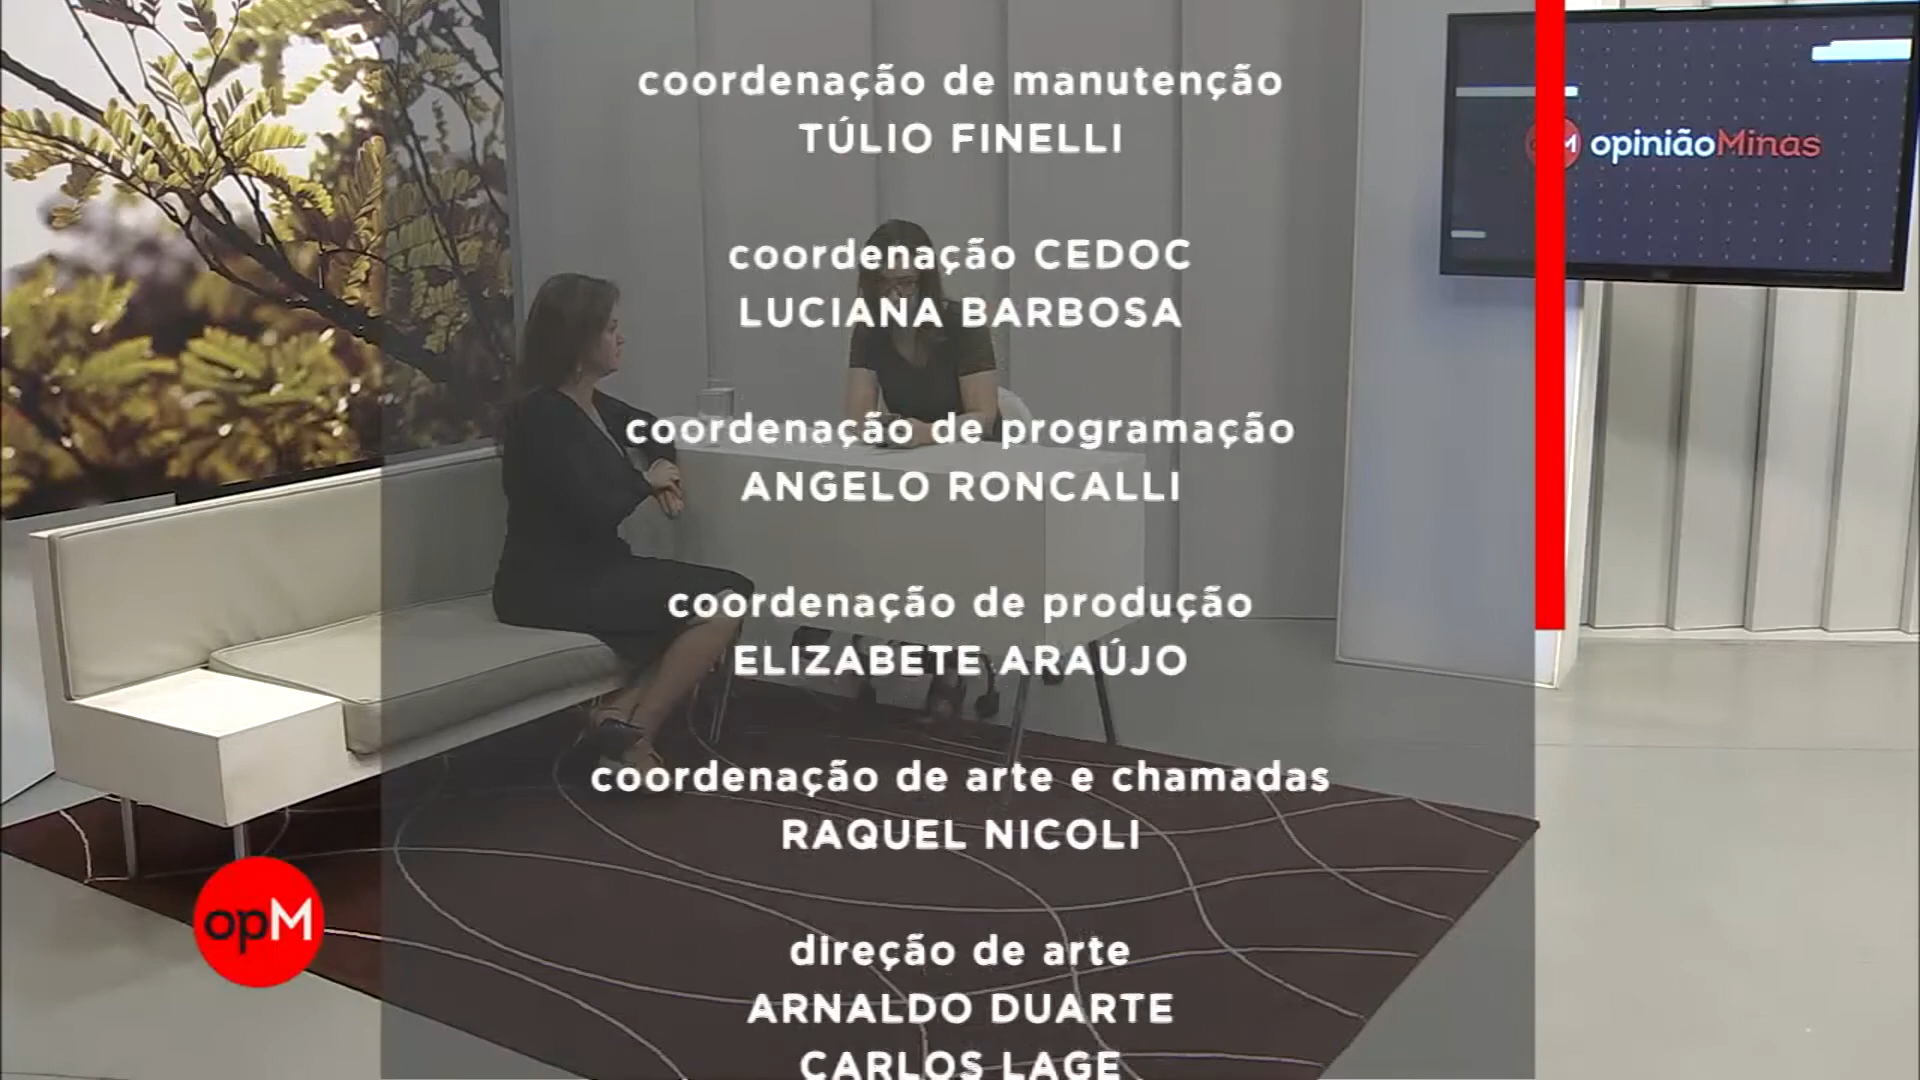 coordenação de manutenção
TÚLIO FINELLI
coordenação CEDOC
LUCIANA BARBOSA
coordenação de programação
ANGELO RONCALLI
coordenação de produção
ELIZABETE ARAÚJO
coordenação de arte e chamadas
RAQUEL NICOLI
direção de arte
ARNALDO DUARTE
CARLOS LAGE
opiniãoMinas
opM